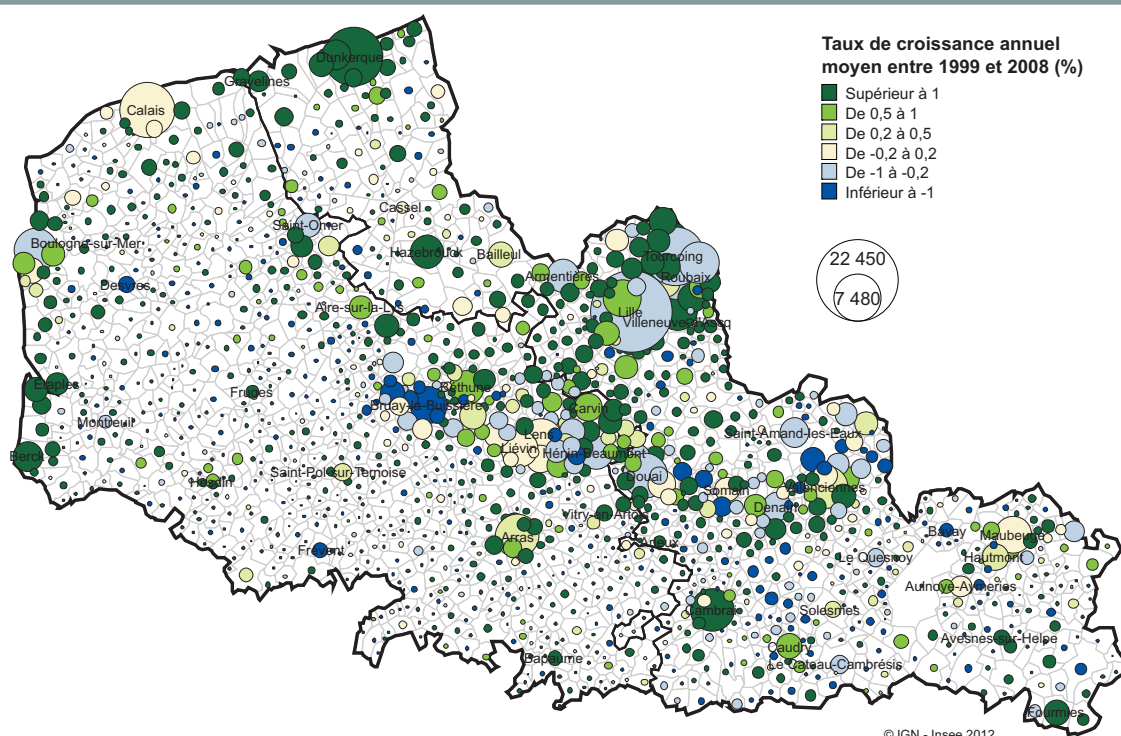 Taux de croissance annuel
moyen entre 1999 et 2008 (%)
Supérieur à 1
De 0,5 à 1
De 0,2 à 0,5
De -0,2 à 0,2
De -1 à -0,2
Inférieur à -1
22 450
7 480
Dunkerque
Gravelines
Calais
Cassel
Saint-Omer
Boulogne-sur-Mer
Hazebrouck
Bailleul
Tourcoing
Armentières
Roubaix
Desvres
Aire-sur-la-Lys
Lille
Villeneuve-d'Ascq
Etaples
Fruges
Béthune
Bruay-la-Buissière
Carvin
Montreuil
Lens
Saint-Amand-les-Eaux
Liévin
Hénin-Beaumont
Berck
Saint-Pol-sur-Ternoise
Douai
Hesdin
Somain
Valenciennes
Denain
Vitry-en-Artois
Arras
Bavay
Maubeuge
Arleux
Frévent
Le Quesnoy
Hautmont
Aulnoye-Aymeries
Cambrai
Solesmes
Avesnes-sur-Helpe
Caudry
Bapaume
Le Cateau-Cambrésis
Fourmies
© IGN - Insee 2012